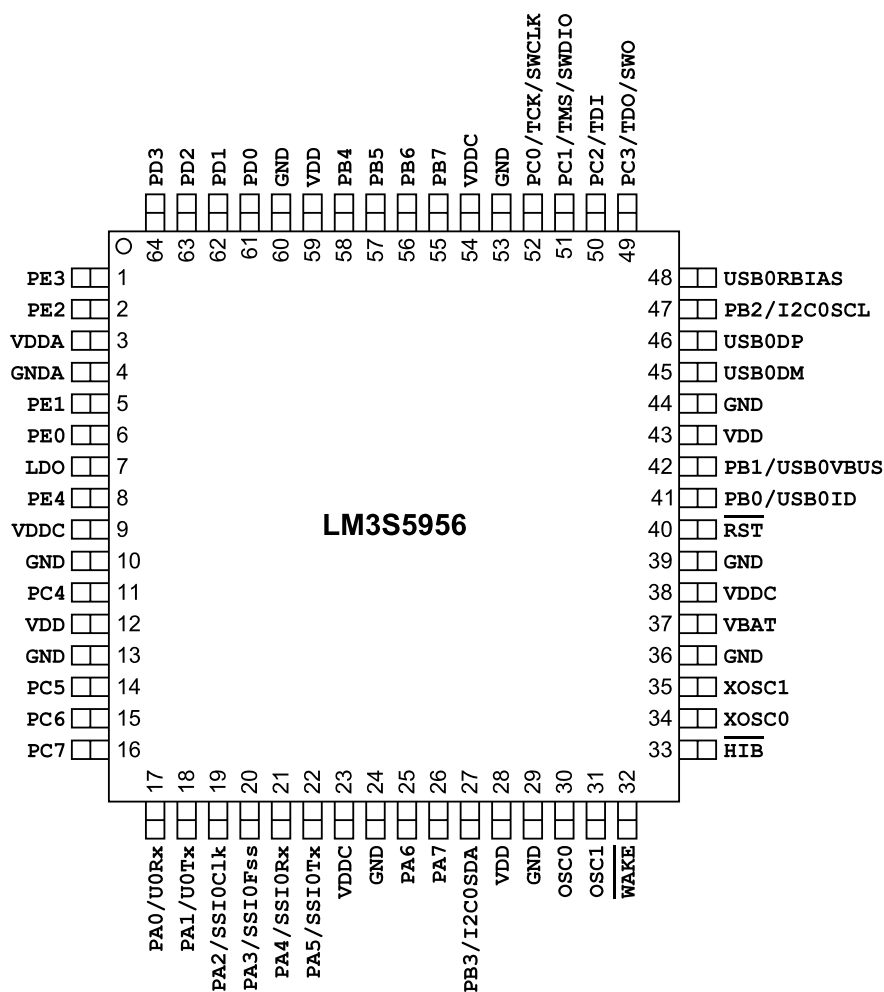 PD3
PD2
PD1
PD0
GND
VDD
PB4
PB5
PB6
PB7
VDDC
GND
PC0/TCK/SWCLK
PC1/TMS/SWDIO
PC2/TDI
PC3/TDO/SWO
64
63
62
61
60
59
58
57
56
55
54
53
52
51
50
49
PE3 1
PE2 2
VDDA 3
GNDA 4
PE1 5
PE0 6
LDO 7
PE4 8
VDDC 9
GND 10
PC4 11
VDD 12
GND 13
PC5 14
PC6 15
PC7 16
LM3S5956
48 USB0RBIAS
47 PB2/I2C0SCL
46 USB0DP
45 USB0DM
44 GND
43 VDD
42 PB1/USB0VBUS
41 PB0/USB0ID
40 RST
39 GND
38 VDDC
37 VBAT
36 GND
35 XOSC1
34 XOSC0
33 HIB
17
18
19
20
21
22
23
24
25
26
27
28
29
30
31
32
PA0/U0Rx
PA1/U0Tx
PA2/SSI0Clk
PA3/SSI0Fss
PA4/SSI0Rx
PA5/SSI0Tx
VDDC
GND
PA6
PA7
PB3/I2C0SDA
VDD
GND
OSC0
OSC1
WAKE